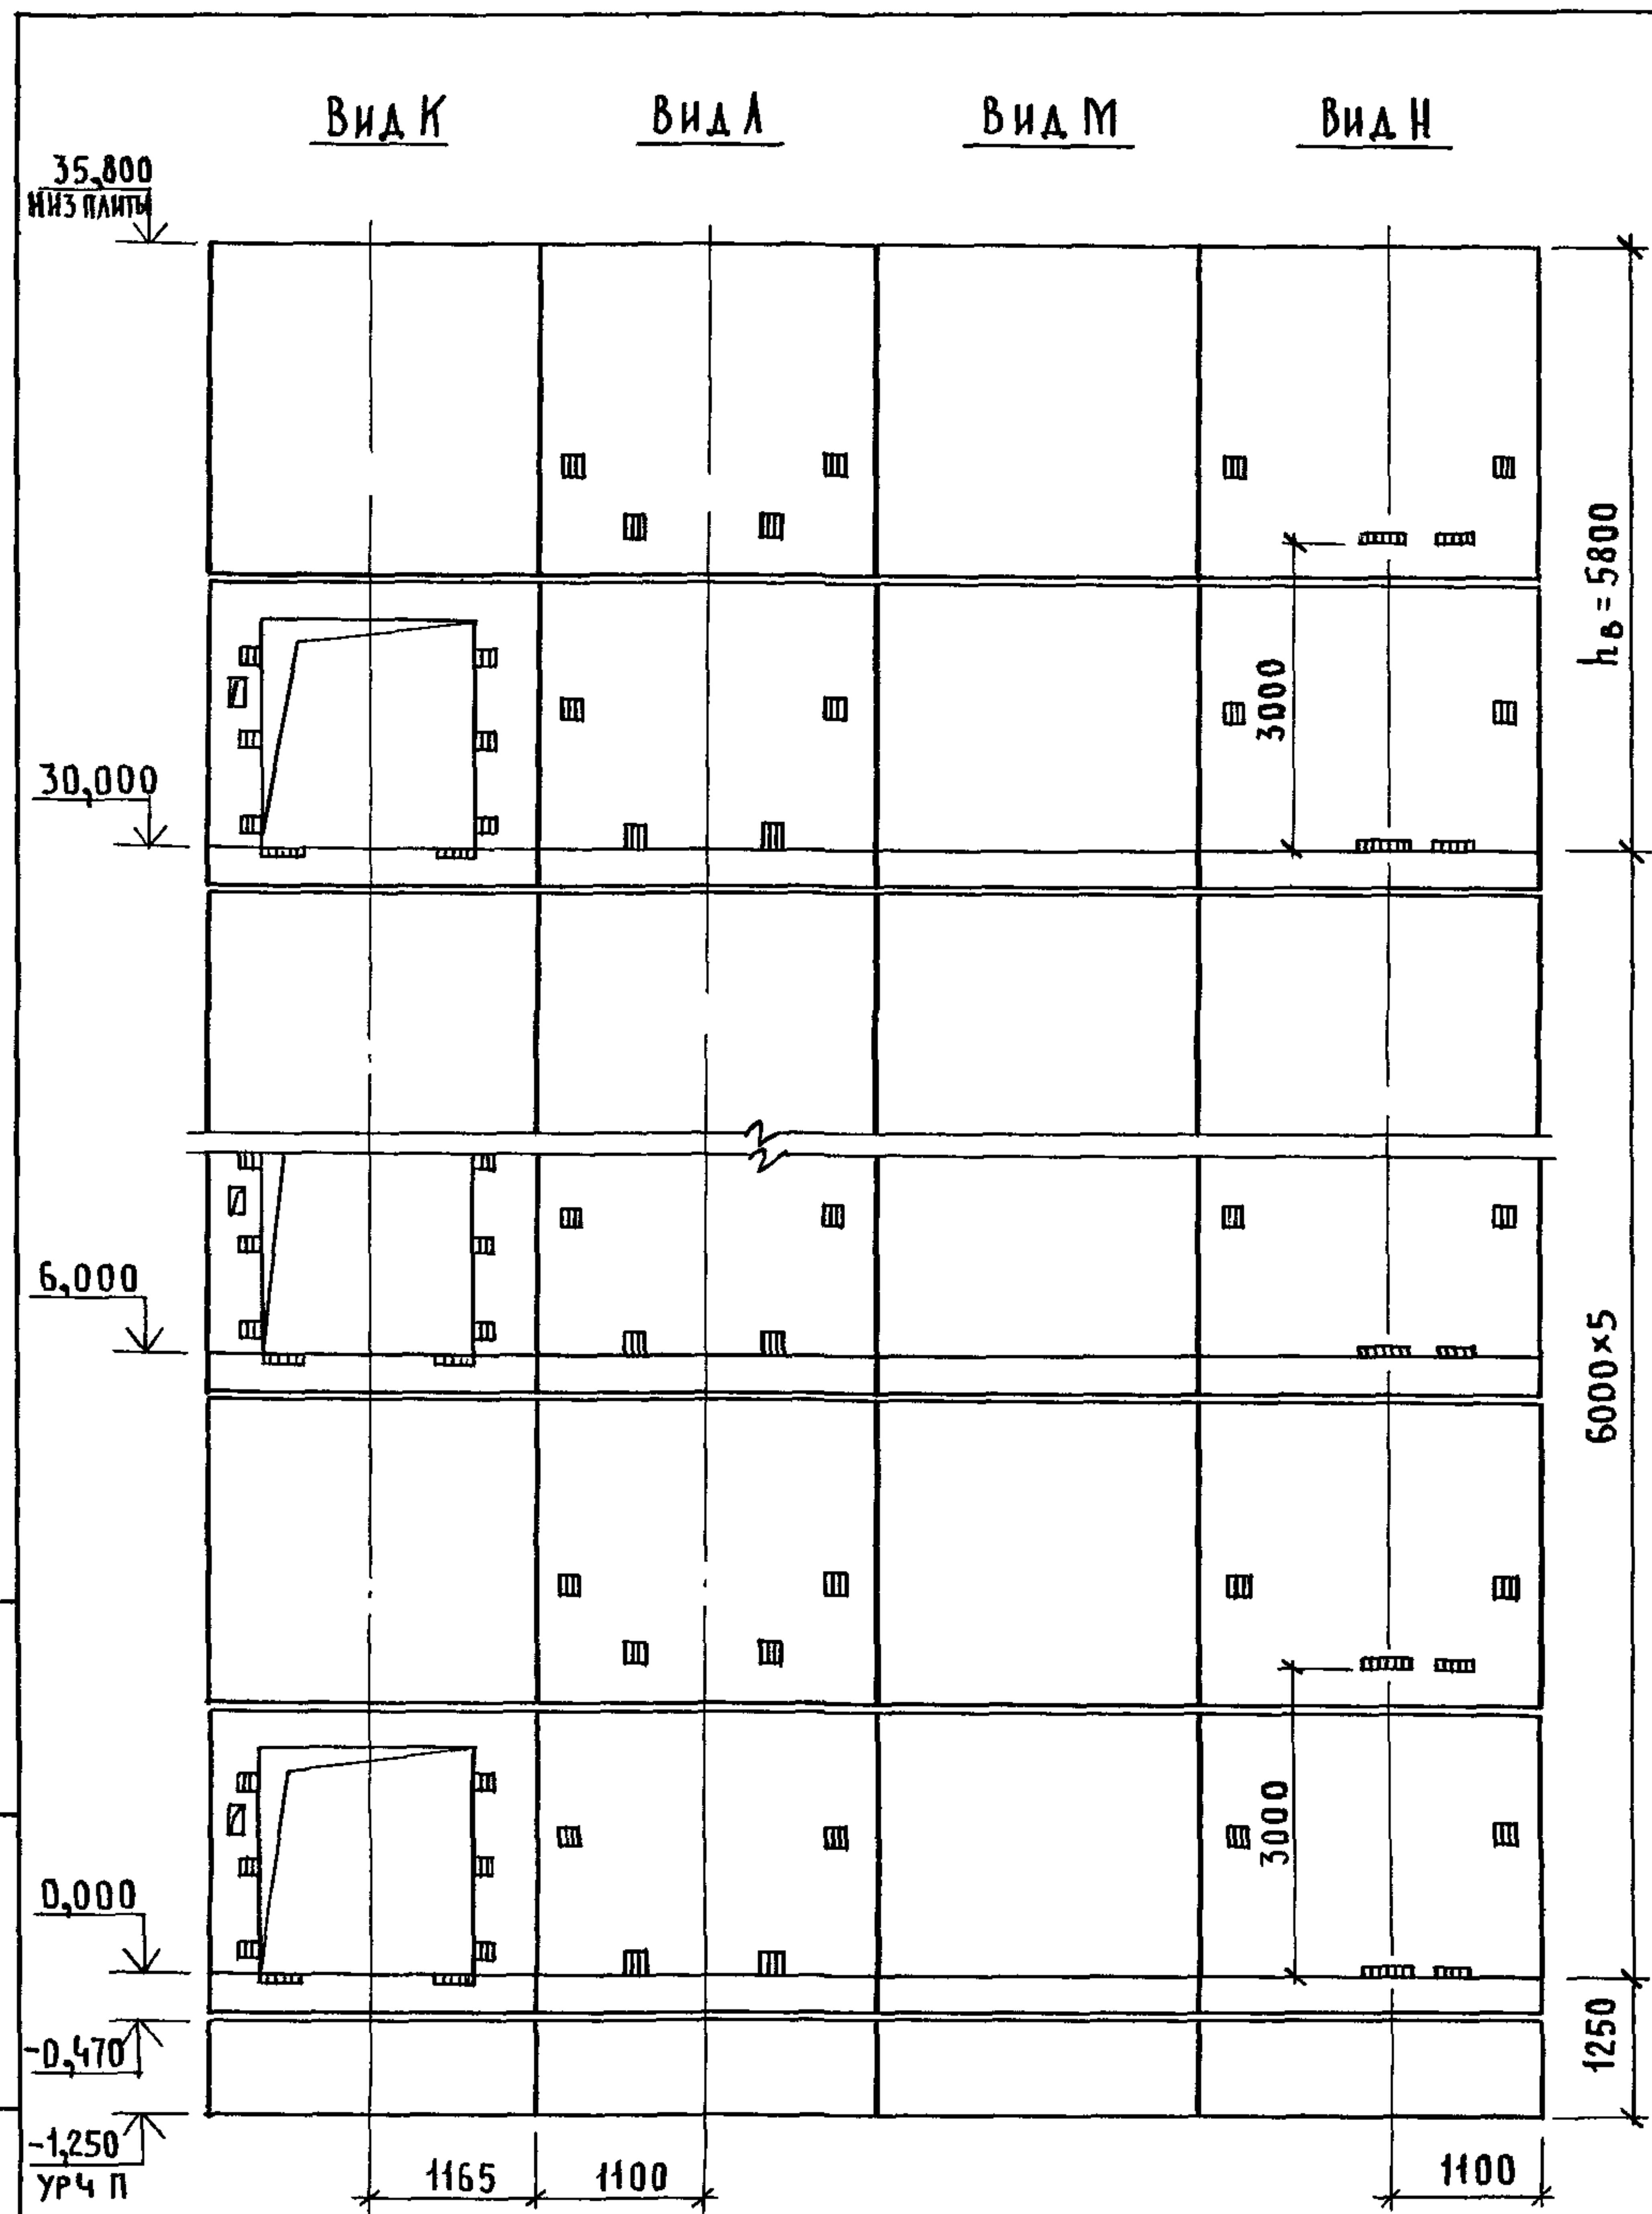 Вид К
Вид Л
Вид М
Вид Н
35,800
НИЗ ПЛИТЫ
hв = 5800
3000
30,000
6,000
6000×5
3000
0,000
-0,470
1250
-1,250
УРЧ П
1165
1100
1100